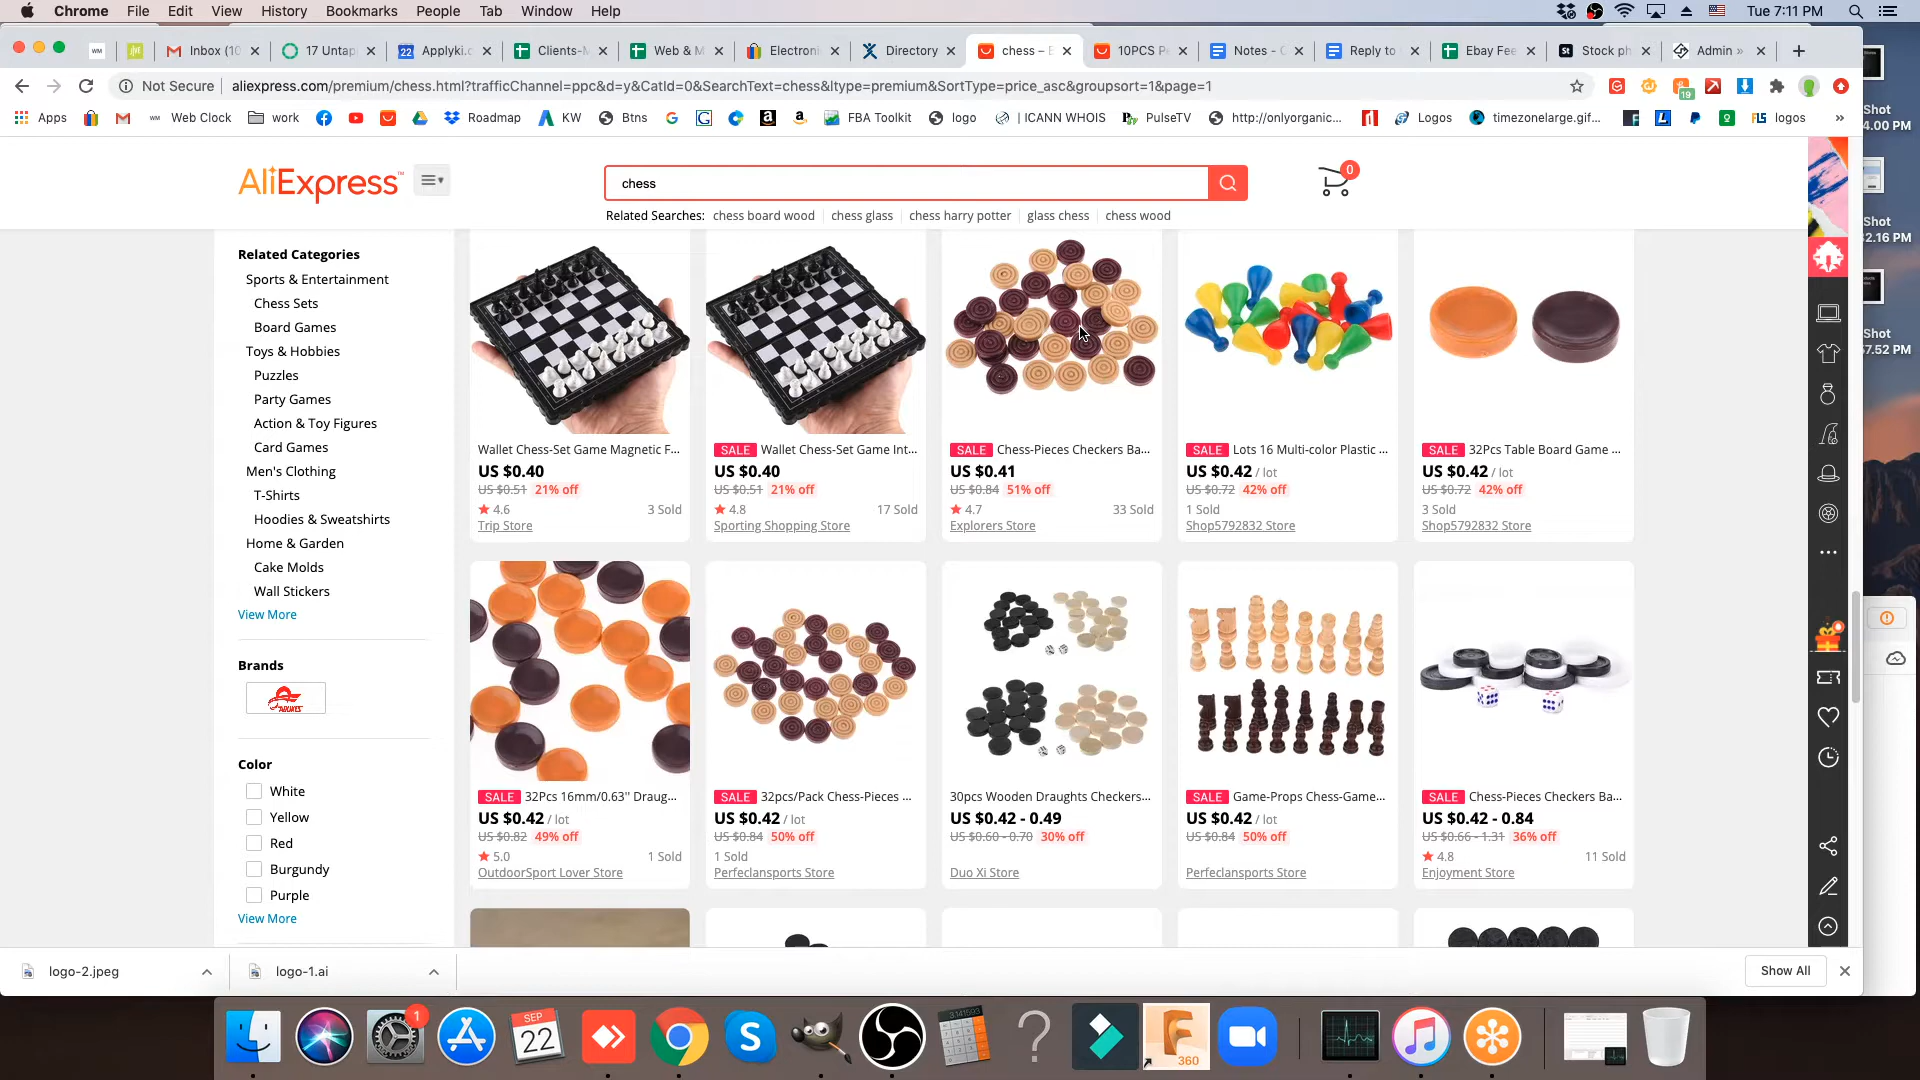 Chrome File Edit View History Bookmarks People Tab Window Help Tue 7:11 PM
WM Inbox (10 17 Untap Applyki.c Clients-M Web & M Electroni Directory chess – 10PCS P Notes - Reply to Ebay Fee Stock ph Admin »
Not Secure aliexpress.com/premium/chess.html?trafficChannel=ppc&d=y&CatId=0&SearchText=chess&ltype=premium&SortType=price_asc&groupsort=1&page=1 19
Apps Web Clock work Roadmap KW Btns FBA Toolkit logo | ICANN WHOIS PulseTV http://onlyorganic... Logos timezonelarge.gif... logos »
Shot
4.00 PM
Shot
2.16 PM
Shot
7.52 PM
AliExpress
chess
0
Related Searches: chess board wood chess glass chess harry potter glass chess chess wood
Related Categories
Sports & Entertainment
Chess Sets
Board Games
Toys & Hobbies
Puzzles
Party Games
Action & Toy Figures
Card Games
Men's Clothing
T-Shirts
Hoodies & Sweatshirts
Home & Garden
Cake Molds
Wall Stickers
View More
Brands
Color
White
Yellow
Red
Burgundy
Purple
View More
Wallet Chess-Set Game Magnetic F...
US $0.40
US $0.51 21% off
4.6 3 Sold
Trip Store
SALE Wallet Chess-Set Game Int...
US $0.40
US $0.51 21% off
4.8 17 Sold
Sporting Shopping Store
SALE Chess-Pieces Checkers Ba...
US $0.41
US $0.84 51% off
4.7 33 Sold
Explorers Store
SALE Lots 16 Multi-color Plastic ...
US $0.42 / lot
US $0.72 42% off
1 Sold
Shop5792832 Store
SALE 32Pcs Table Board Game ...
US $0.42 / lot
US $0.72 42% off
3 Sold
Shop5792832 Store
SALE 32Pcs 16mm/0.63'' Draug...
US $0.42 / lot
US $0.82 49% off
5.0 1 Sold
OutdoorSport Lover Store
SALE 32pcs/Pack Chess-Pieces ...
US $0.42 / lot
US $0.84 50% off
1 Sold
Perfeclansports Store
30pcs Wooden Draughts Checkers...
US $0.42 - 0.49
US $0.60 - 0.70 30% off
Duo Xi Store
SALE Game-Props Chess-Game...
US $0.42 / lot
US $0.84 50% off
Perfeclansports Store
SALE Chess-Pieces Checkers Ba...
US $0.42 - 0.84
US $0.66 - 1.31 36% off
4.8 11 Sold
Enjoyment Store
logo-2.jpeg logo-1.ai Show All
1
SEP
22
3.141593
360